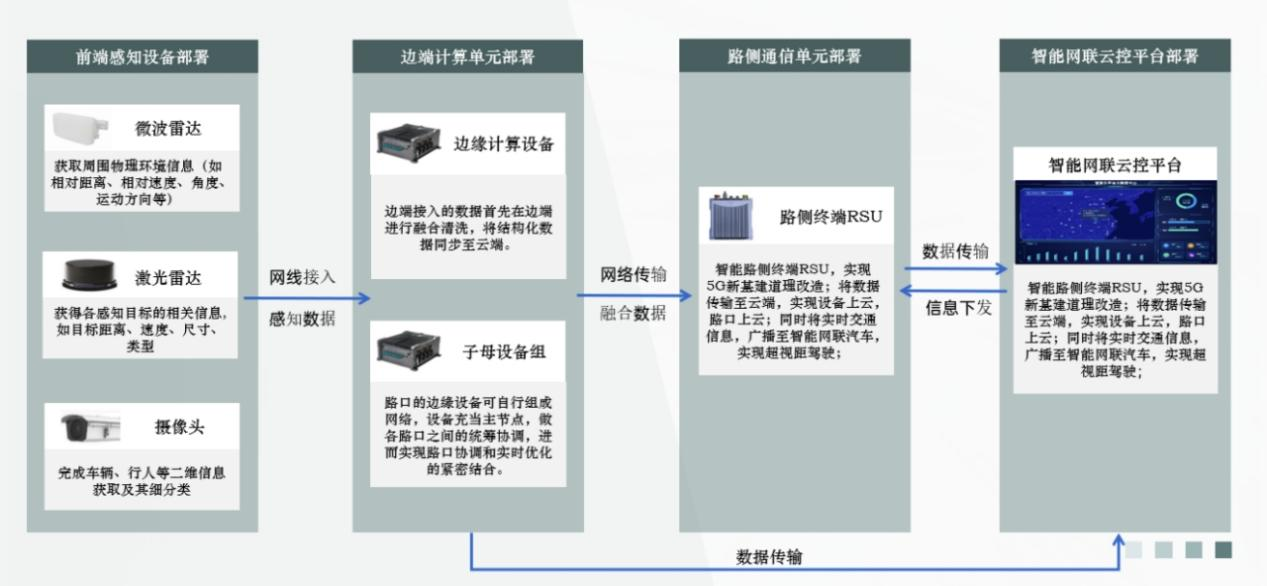 前端感知设备部署
微波雷达
获取周围物理环境信息（如
相对距离、相对速度、角度、
运动方向等）
激光雷达
获得各感知目标的相关信息，
如目标距离、速度、尺寸、
类型
摄像头
完成车辆、行人等二维信息
获取及其细分类
网线接入
感知数据
边端计算单元部署
边缘计算设备
边端接入的数据首先在边端
进行融合清洗，将结构化数
据同步至云端。
子母设备组
路口的边缘设备可自行组成
网络，设备充当主节点，做
各路口之间的统筹协调，进
而实现路口协调和实时优化
的紧密结合。
网络传输
融合数据
路侧通信单元部署
路侧终端RSU
智能路侧终端RSU，实现
5G新基建道理改造；将数据
传输至云端，实现设备上云，
路口上云；同时将实时交通
信息，广播至智能网联汽车，
实现超视距驾驶；
数据传输
信息下发
智能网联云控平台部署
智能网联云控平台
智能路侧终端RSU，实现5G
新基建道理改造；将数据传输
至云端，实现设备上云，路口
上云；同时将实时交通信息，
广播至智能网联汽车，实现超
视距驾驶；
数据传输